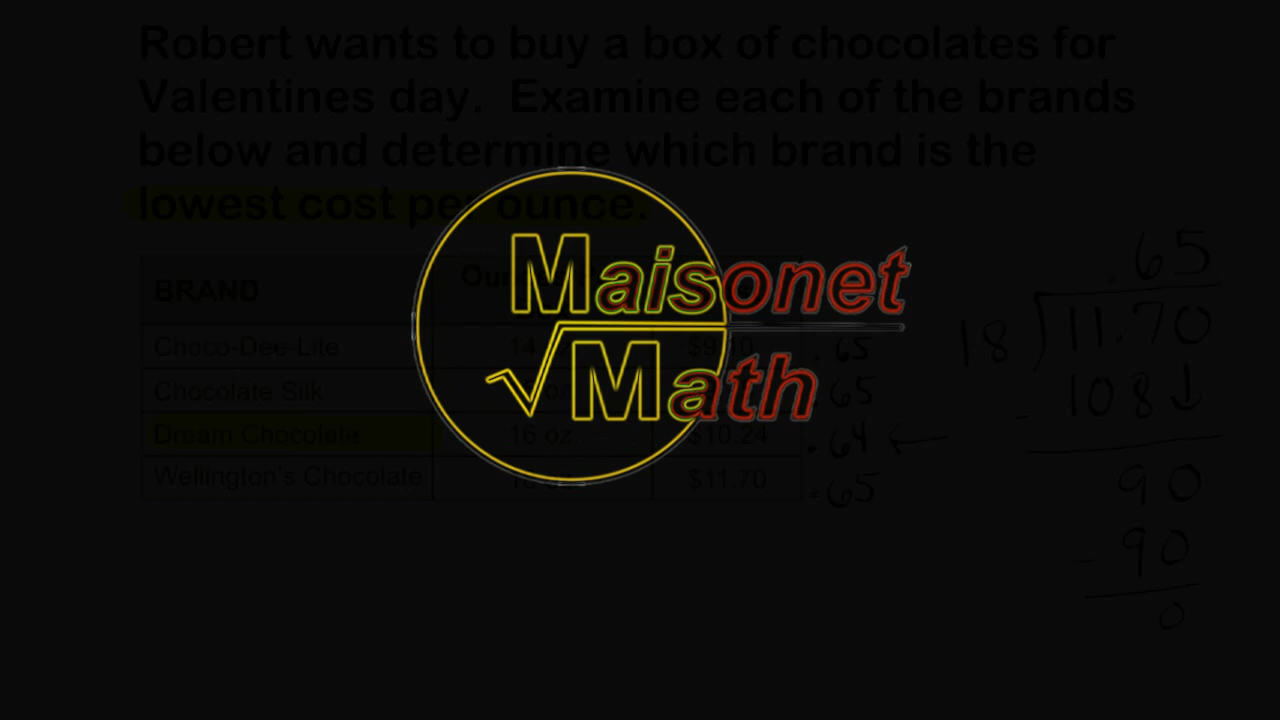 Robert wants to buy a box of chocolates for
Valentines day. Examine each of the brands
below and determine which brand is the
lowest cost per ounce.
Maisonet
√Math
BRAND
Choco-Dee-Lite 14 .65
Chocolate Silk .65
Dream Chocolate 16 oz $10.24 .64 ←
Wellington's Chocolate $11.70 .65
.65
18 11.70
- 108↓
90
- 90
0